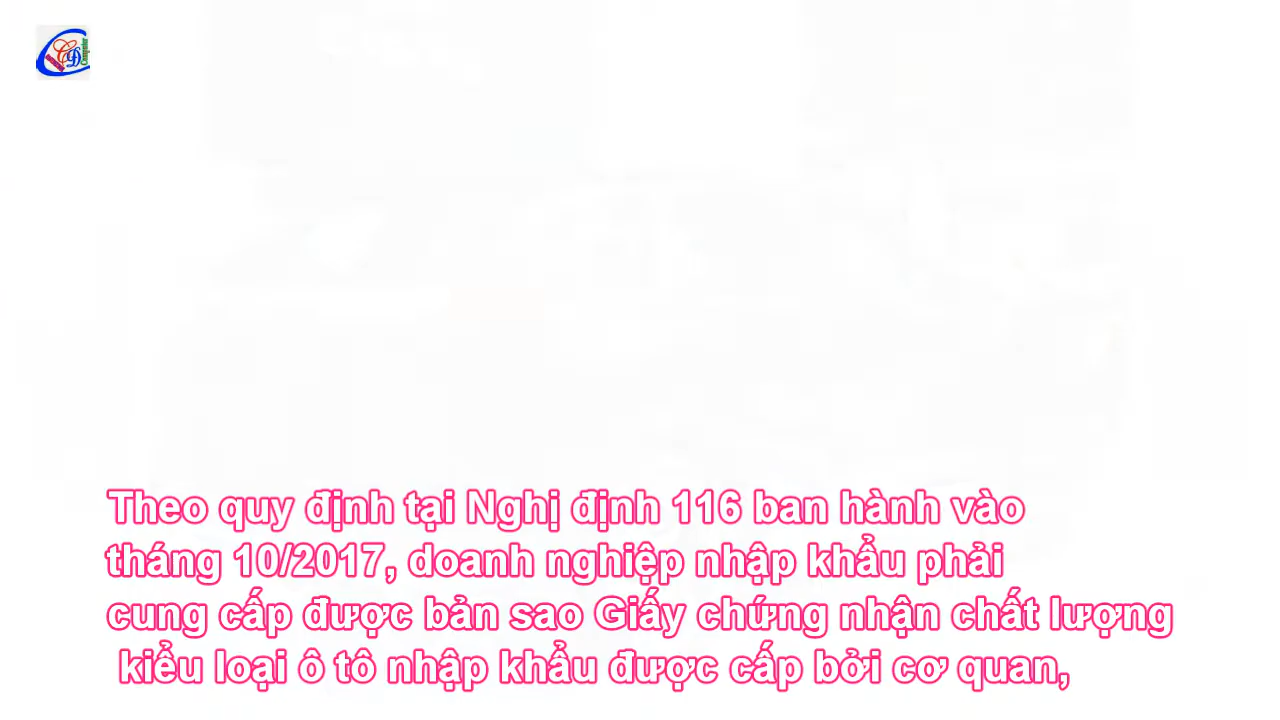 Theo quy định tại Nghị định 116 ban hành vào
tháng 10/2017, doanh nghiệp nhập khẩu phải
cung cấp được bản sao Giấy chứng nhận chất lượng
kiểu loại ô tô nhập khẩu được cấp bởi cơ quan,